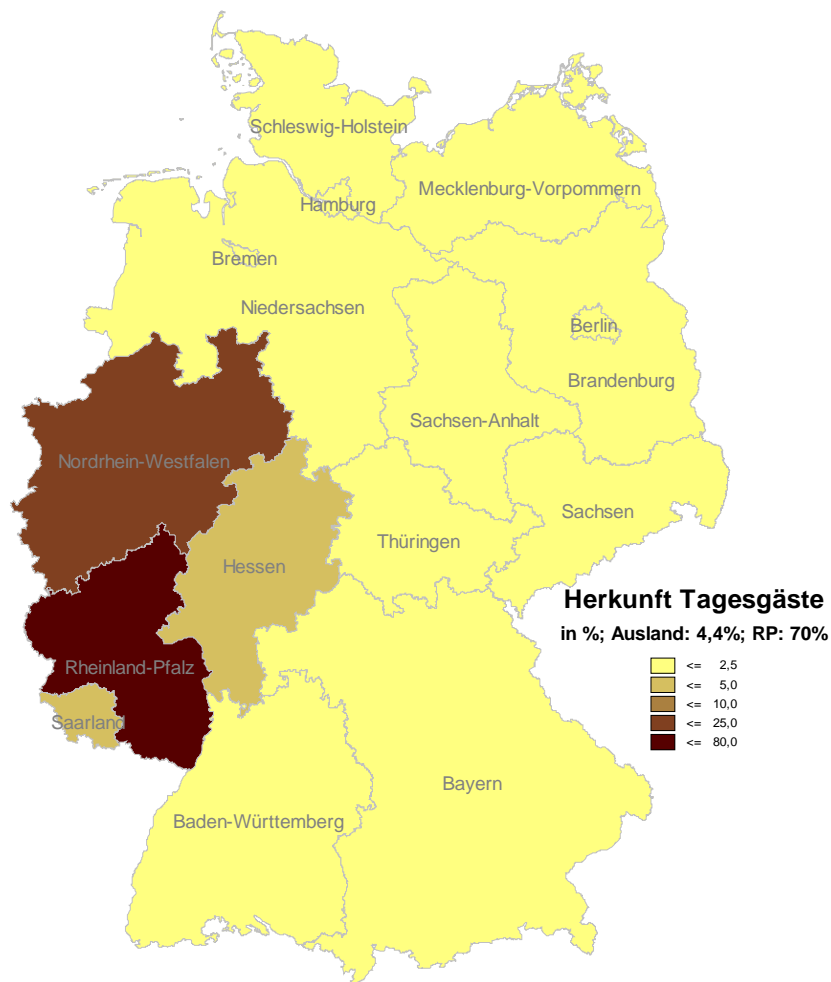 Schleswig-Holstein
Mecklenburg-Vorpommern
Hamburg
Bremen
Niedersachsen
Berlin
Brandenburg
Sachsen-Anhalt
Nordrhein-Westfalen
Sachsen
Thüringen
Hessen
Herkunft Tagesgäste
in %; Ausland: 4,4%; RP: 70%
<= 2,5
<= 5,0
<= 10,0
<= 25,0
<= 80,0
Rheinland-Pfalz
Saarland
Bayern
Baden-Württemberg